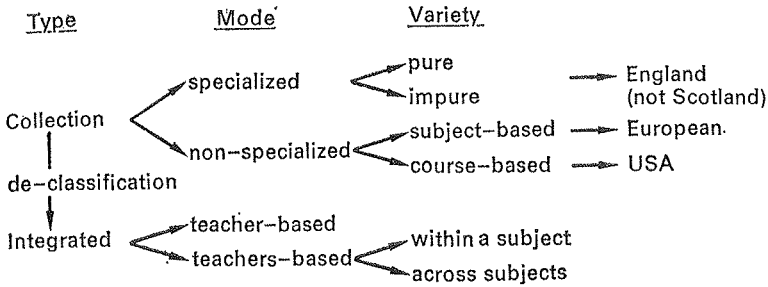 Type Mode Variety
pure
specialized → England
impure (not Scotland)
Collection
subject-based → European.
non-specialized
course-based → USA
de-classification
teacher-based
Integrated within a subject
teachers-based
across subjects